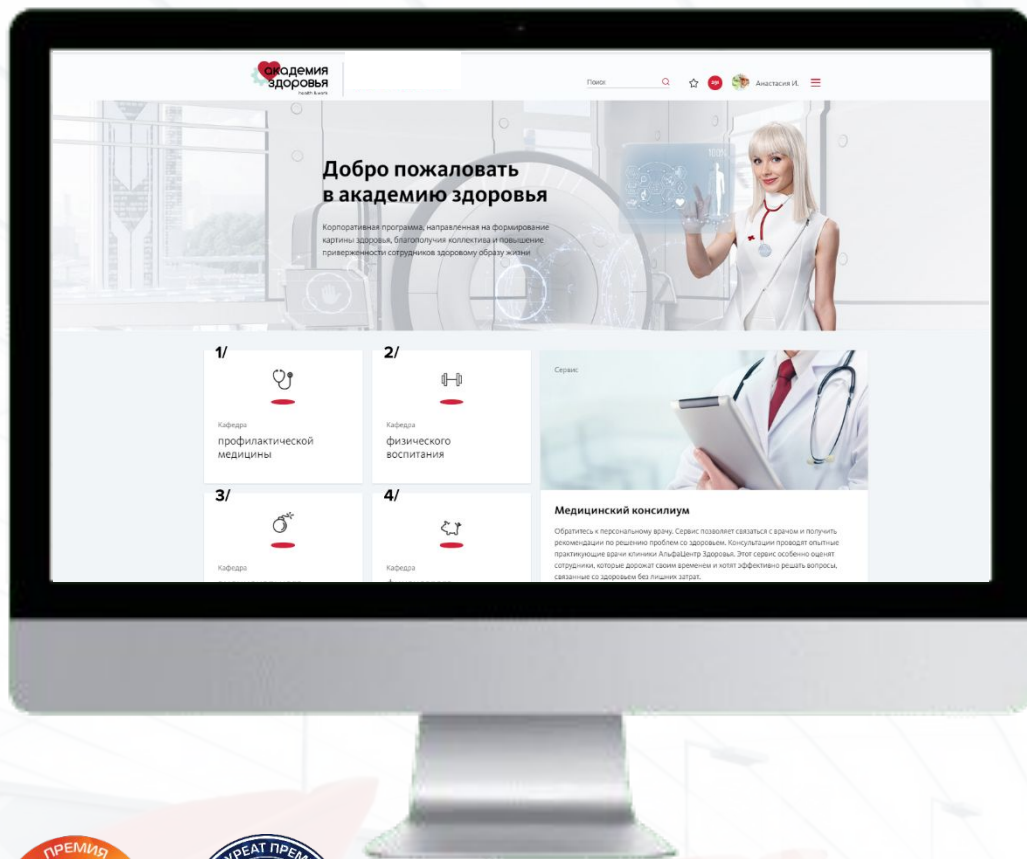 академия
здоровья
Поиск
Анастасия И.
Добро пожаловать
в академию здоровья
Корпоративная программа, направленная на формирование
картины здоровья, благополучия коллектива и повышение
приверженности сотрудников здоровому образу жизни
100%
1/
Кафедра
профилактической
медицины
2/
Кафедра
физического
воспитания
Сервис
Медицинский консилиум
Обратитесь к персональному врачу. Сервис позволяет связаться с врачом и получить
рекомендации по решению проблем со здоровьем. Консультации проводят опытные
практикующие врачи клиники АльфаЦентр Здоровья. Этот сервис особенно оценят
сотрудники, которые дорожат своим временем и хотят эффективно решать вопросы,
связанные со здоровьем без лишних затрат.
3/
Кафедра
4/
Кафедра
ПРЕМИЯ